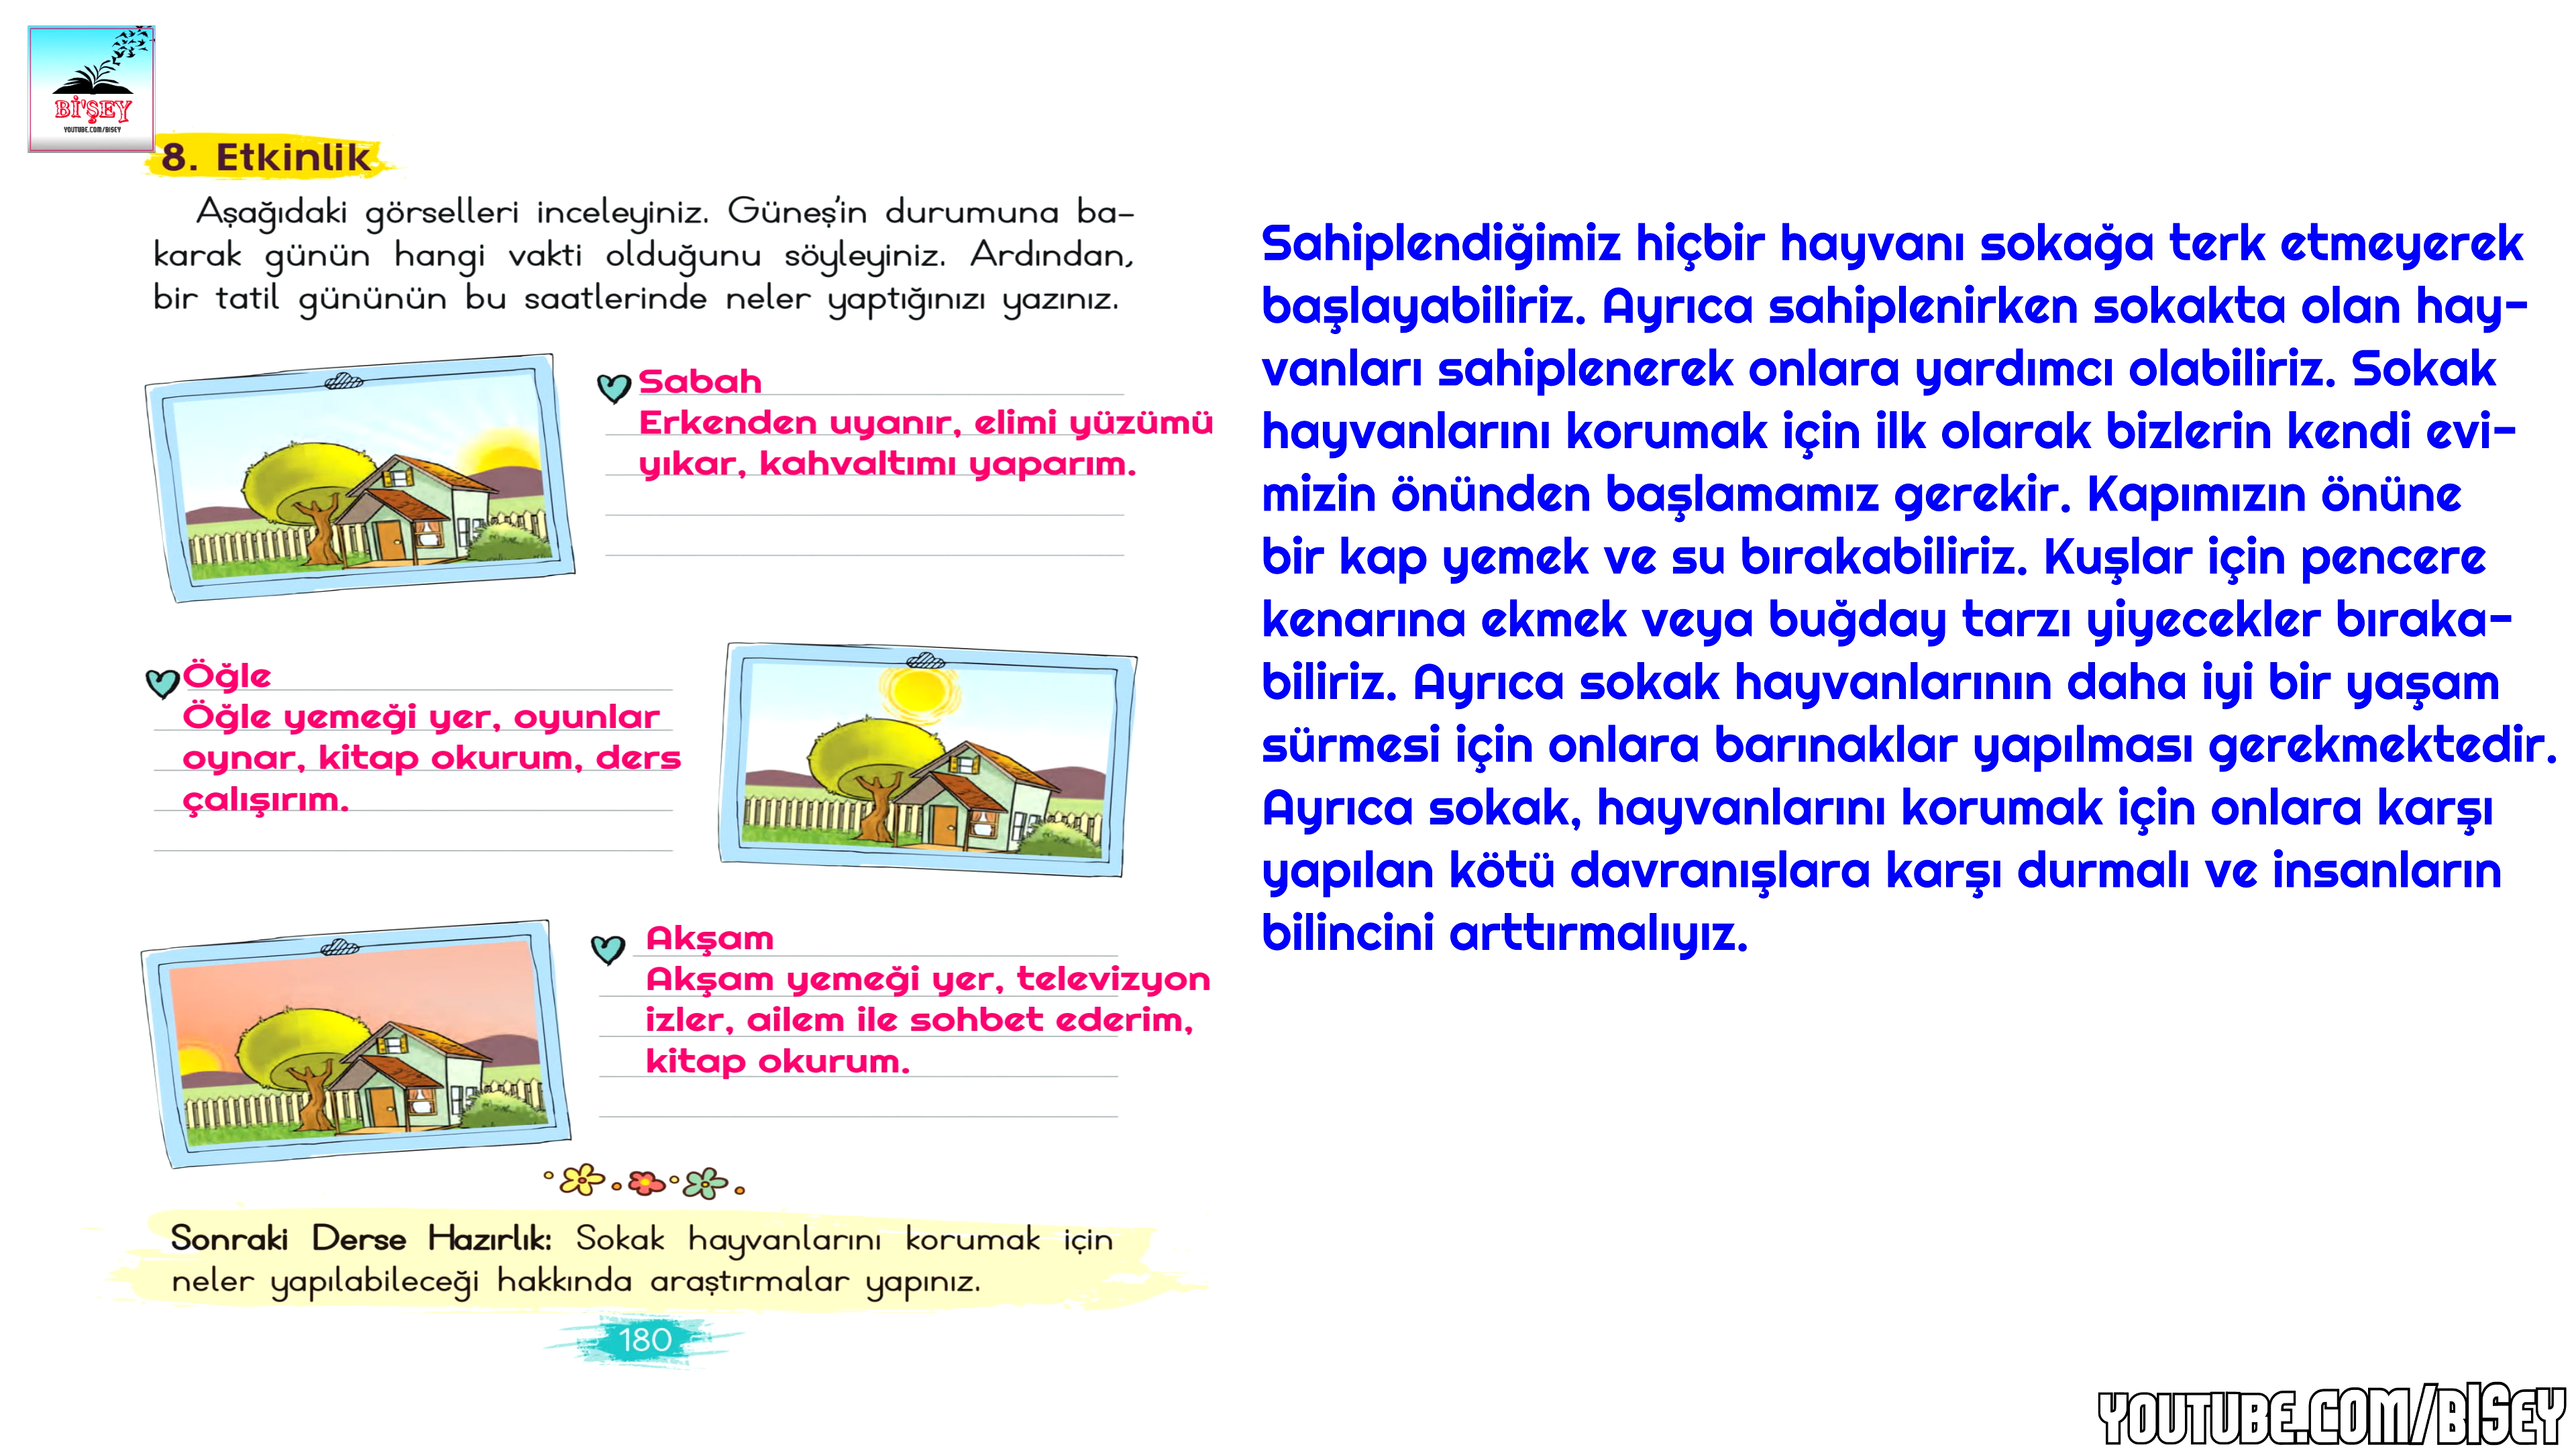 Bİ'ŞEY
YOUTUBE.COM/BISEY
8. Etkinlik
Aşağıdaki görselleri inceleyiniz. Güneş'in durumuna ba-
karak günün hangi vakti olduğunu söyleyiniz. Ardından,
bir tatil gününün bu saatlerinde neler yaptığınızı yazınız.
Sabah
Erkenden uyanır, elimi yüzümü
yıkar, kahvaltımı yaparım.
Öğle
Öğle yemeği yer, oyunlar
oynar, kitap okurum, ders
çalışırım.
Akşam
Akşam yemeği yer, televizyon
izler, ailem ile sohbet ederim,
kitap okurum.
Sonraki Derse Hazırlık: Sokak hayvanlarını korumak için
neler yapılabileceği hakkında araştırmalar yapınız.
180
Sahiplendiğimiz hiçbir hayvanı sokağa terk etmeyerek
başlayabiliriz. Ayrıca sahiplenirken sokakta olan hay-
vanları sahiplenerek onlara yardımcı olabiliriz. Sokak
hayvanlarını korumak için ilk olarak bizlerin kendi evi-
mizin önünden başlamamız gerekir. Kapımızın önüne
bir kap yemek ve su bırakabiliriz. Kuşlar için pencere
kenarına ekmek veya buğday tarzı yiyecekler bıraka-
biliriz. Ayrıca sokak hayvanlarının daha iyi bir yaşam
sürmesi için onlara barınaklar yapılması gerekmektedir.
Ayrıca sokak, hayvanlarını korumak için onlara karşı
yapılan kötü davranışlara karşı durmalı ve insanların
bilincini arttırmalıyız.
YOUTUBE.COM/BISEY